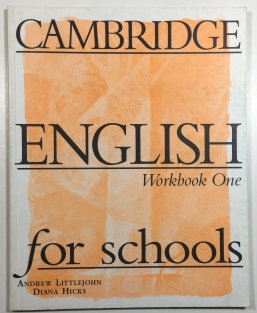 CAMBRIDGE
ENGLISH
Workbook One
for schools
ANDREW LITTLEJOHN
DIANA HICKS